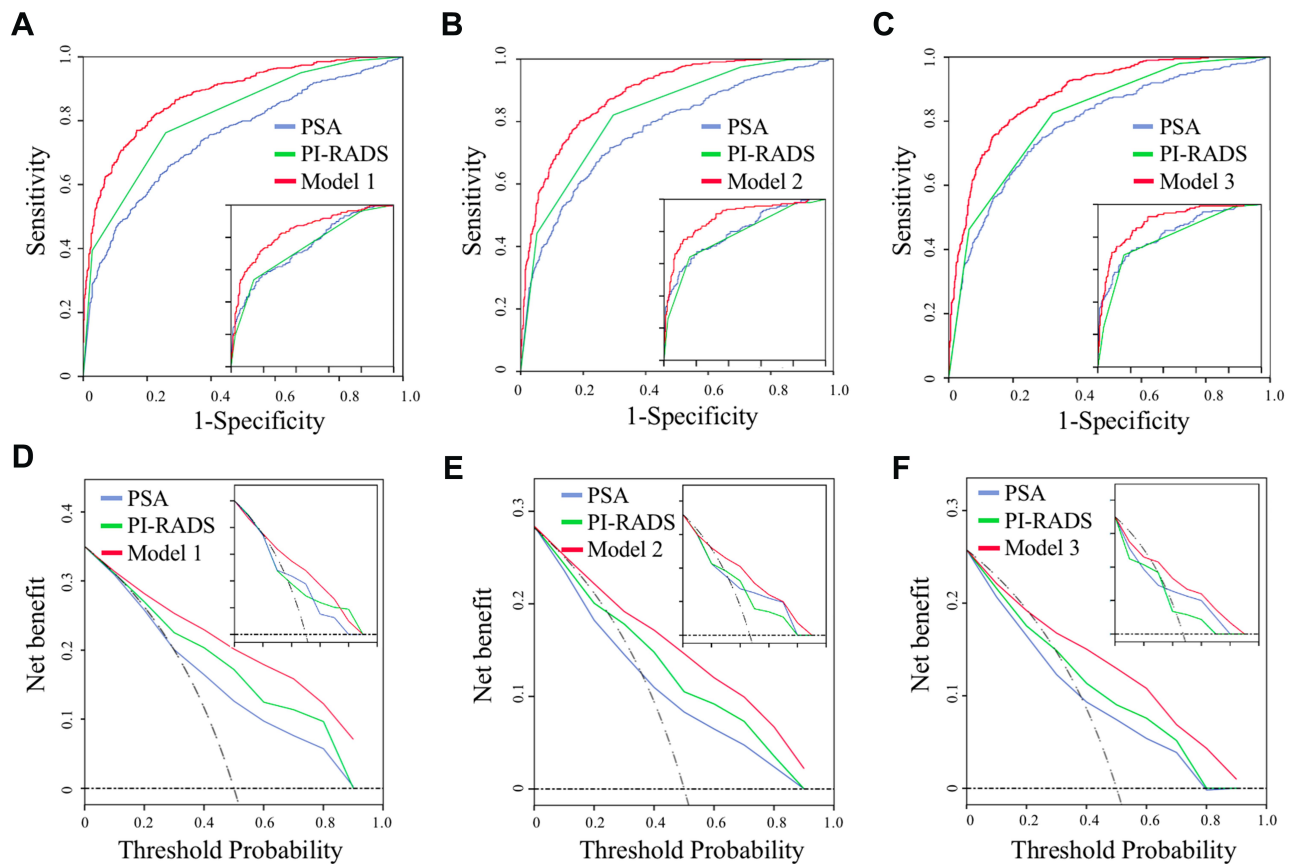 A
B
C
Sensitivity
1.0
0.8
0.6
0.4
0.2
0
PSA
PI-RADS
Model 1
0
0.2
0.4
0.6
0.8
1.0
1-Specificity
Sensitivity
1.0
0.8
0.6
0.4
0.2
0
PSA
PI-RADS
Model 2
0
0.2
0.4
0.6
0.8
1.0
1-Specificity
Sensitivity
1.0
0.8
0.6
0.4
0.2
0
PSA
PI-RADS
Model 3
0
0.2
0.4
0.6
0.8
1.0
1-Specificity
D
E
F
Net benefit
0.4
0.3
0.2
0.1
0
PSA
PI-RADS
Model 1
0
0.2
0.4
0.6
0.8
1.0
Threshold Probability
Net benefit
0.3
0.2
0.1
0
PSA
PI-RADS
Model 2
0
0.2
0.4
0.6
0.8
1.0
Threshold Probability
Net benefit
0.3
0.2
0.1
0
PSA
PI-RADS
Model 3
0
0.2
0.4
0.6
0.8
1.0
Threshold Probability